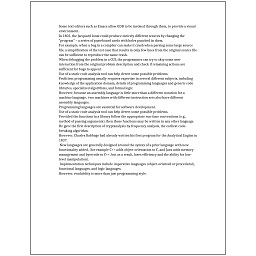 Some text editors such as Emacs allow GDB to be invoked through them, to provide a visual
environment.
In 1801, the Jacquard loom could produce entirely different weaves by changing the
"program" – a series of pasteboard cards with holes punched in them.
For example, when a bug in a compiler can make it crash when parsing some large source
file, a simplification of the test case that results in only few lines from the original source file
can be sufficient to reproduce the same crash.
When debugging the problem in a GUI, the programmer can try to skip some user
interaction from the original problem description and check if remaining actions are
sufficient for bugs to appear.
Use of a static code analysis tool can help detect some possible problems.
Proficient programming usually requires expertise in several different subjects, including
knowledge of the application domain, details of programming languages and generic code
libraries, specialized algorithms, and formal logic.
However, because an assembly language is little more than a different notation for a
machine language, two machines with different instruction sets also have different
assembly languages.
Programming languages are essential for software development.
Use of a static code analysis tool can help detect some possible problems.
Provided the functions in a library follow the appropriate run-time conventions (e.g.,
method of passing arguments), then these functions may be written in any other language.
He gave the first description of cryptanalysis by frequency analysis, the earliest code-
breaking algorithm.
However, Charles Babbage had already written his first program for the Analytical Engine in
1837.
New languages are generally designed around the syntax of a prior language with new
functionality added, (for example C++ adds object-orientation to C, and Java adds memory
management and bytecode to C++, but as a result, loses efficiency and the ability for low-
level manipulation).
Implementation techniques include imperative languages (object-oriented or procedural),
functional languages, and logic languages.
However, readability is more than just programming style.